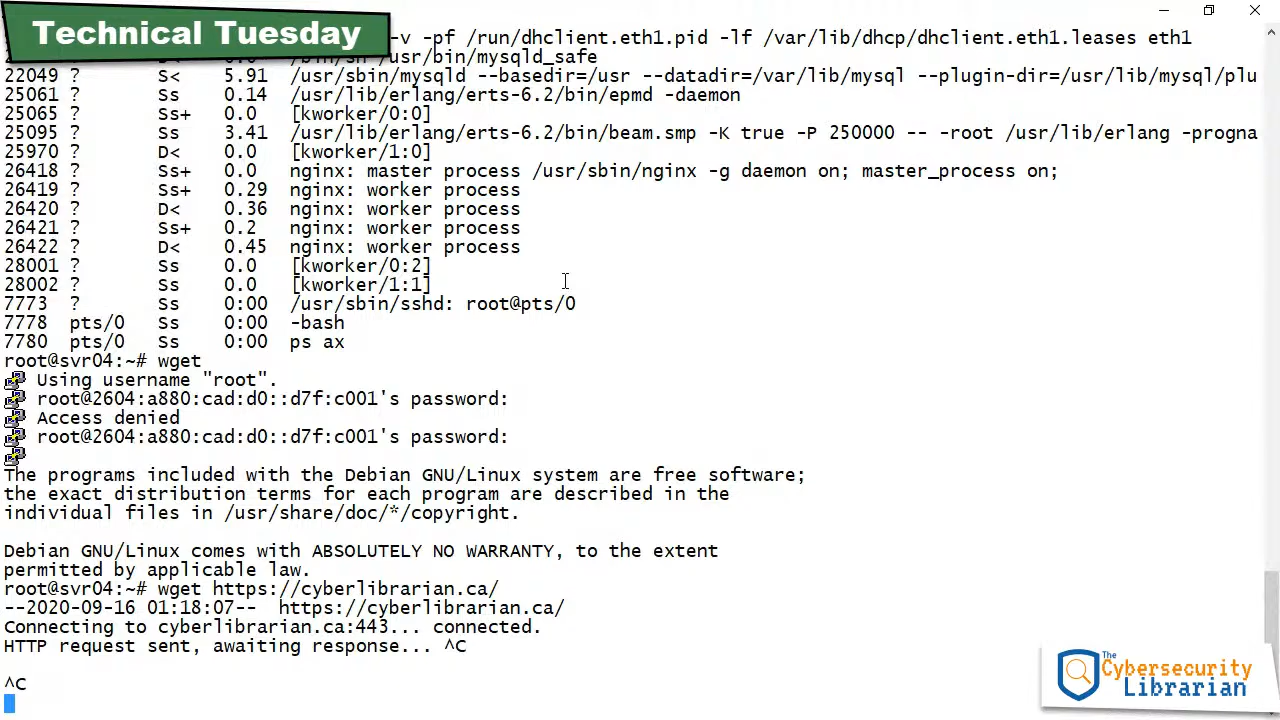 Technical Tuesday
-v -pf /run/dhclient.eth1.pid -lf /var/lib/dhcp/dhclient.eth1.leases eth1
/bin/sh /usr/bin/mysqld_safe
22049 ? S< 5.91 /usr/sbin/mysqld --basedir=/usr --datadir=/var/lib/mysql --plugin-dir=/usr/lib/mysql/plu
25061 ? Ss 0.14 /usr/lib/erlang/erts-6.2/bin/epmd -daemon
25065 ? Ss+ 0.0 [kworker/0:0]
25095 ? Ss 3.41 /usr/lib/erlang/erts-6.2/bin/beam.smp -K true -P 250000 -- -root /usr/lib/erlang -progna
25970 ? D< 0.0 [kworker/1:0]
26418 ? Ss+ 0.0 nginx: master process /usr/sbin/nginx -g daemon on; master_process on;
26419 ? Ss+ 0.29 nginx: worker process
26420 ? D< 0.36 nginx: worker process
26421 ? Ss+ 0.2 nginx: worker process
26422 ? D< 0.45 nginx: worker process
28001 ? Ss 0.0 [kworker/0:2]
28002 ? Ss 0.0 [kworker/1:1]
7773 ? Ss 0:00 /usr/sbin/sshd: root@pts/0
7778 pts/0 Ss 0:00 -bash
7780 pts/0 Ss 0:00 ps ax
root@svr04:~# wget
Using username "root".
root@2604:a880:cad:d0::d7f:c001's password:
Access denied
root@2604:a880:cad:d0::d7f:c001's password:
The programs included with the Debian GNU/Linux system are free software;
the exact distribution terms for each program are described in the
individual files in /usr/share/doc/*/copyright.
Debian GNU/Linux comes with ABSOLUTELY NO WARRANTY, to the extent
permitted by applicable law.
root@svr04:~# wget https://cyberlibrarian.ca/
--2020-09-16 01:18:07-- https://cyberlibrarian.ca/
Connecting to cyberlibrarian.ca:443... connected.
HTTP request sent, awaiting response... ^C
^C
The
Cybersecurity
Librarian